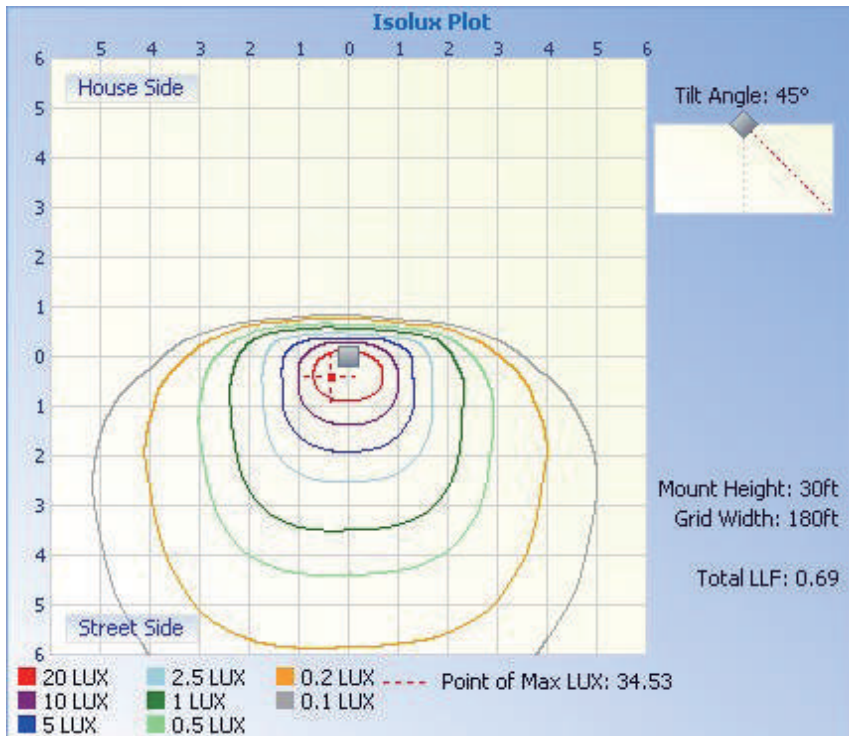 Isolux Plot
5 4 3 2 1 0 1 2 3 4 5 6
6
House Side
5
4
3
2
1
0
1
2
3
4
5
Street Side
6
Tilt Angle: 45°
Mount Height: 30ft
Grid Width: 180ft
Total LLF: 0.69
20 LUX 2.5 LUX 0.2 LUX Point of Max LUX: 34.53
10 LUX 1 LUX 0.1 LUX
5 LUX 0.5 LUX